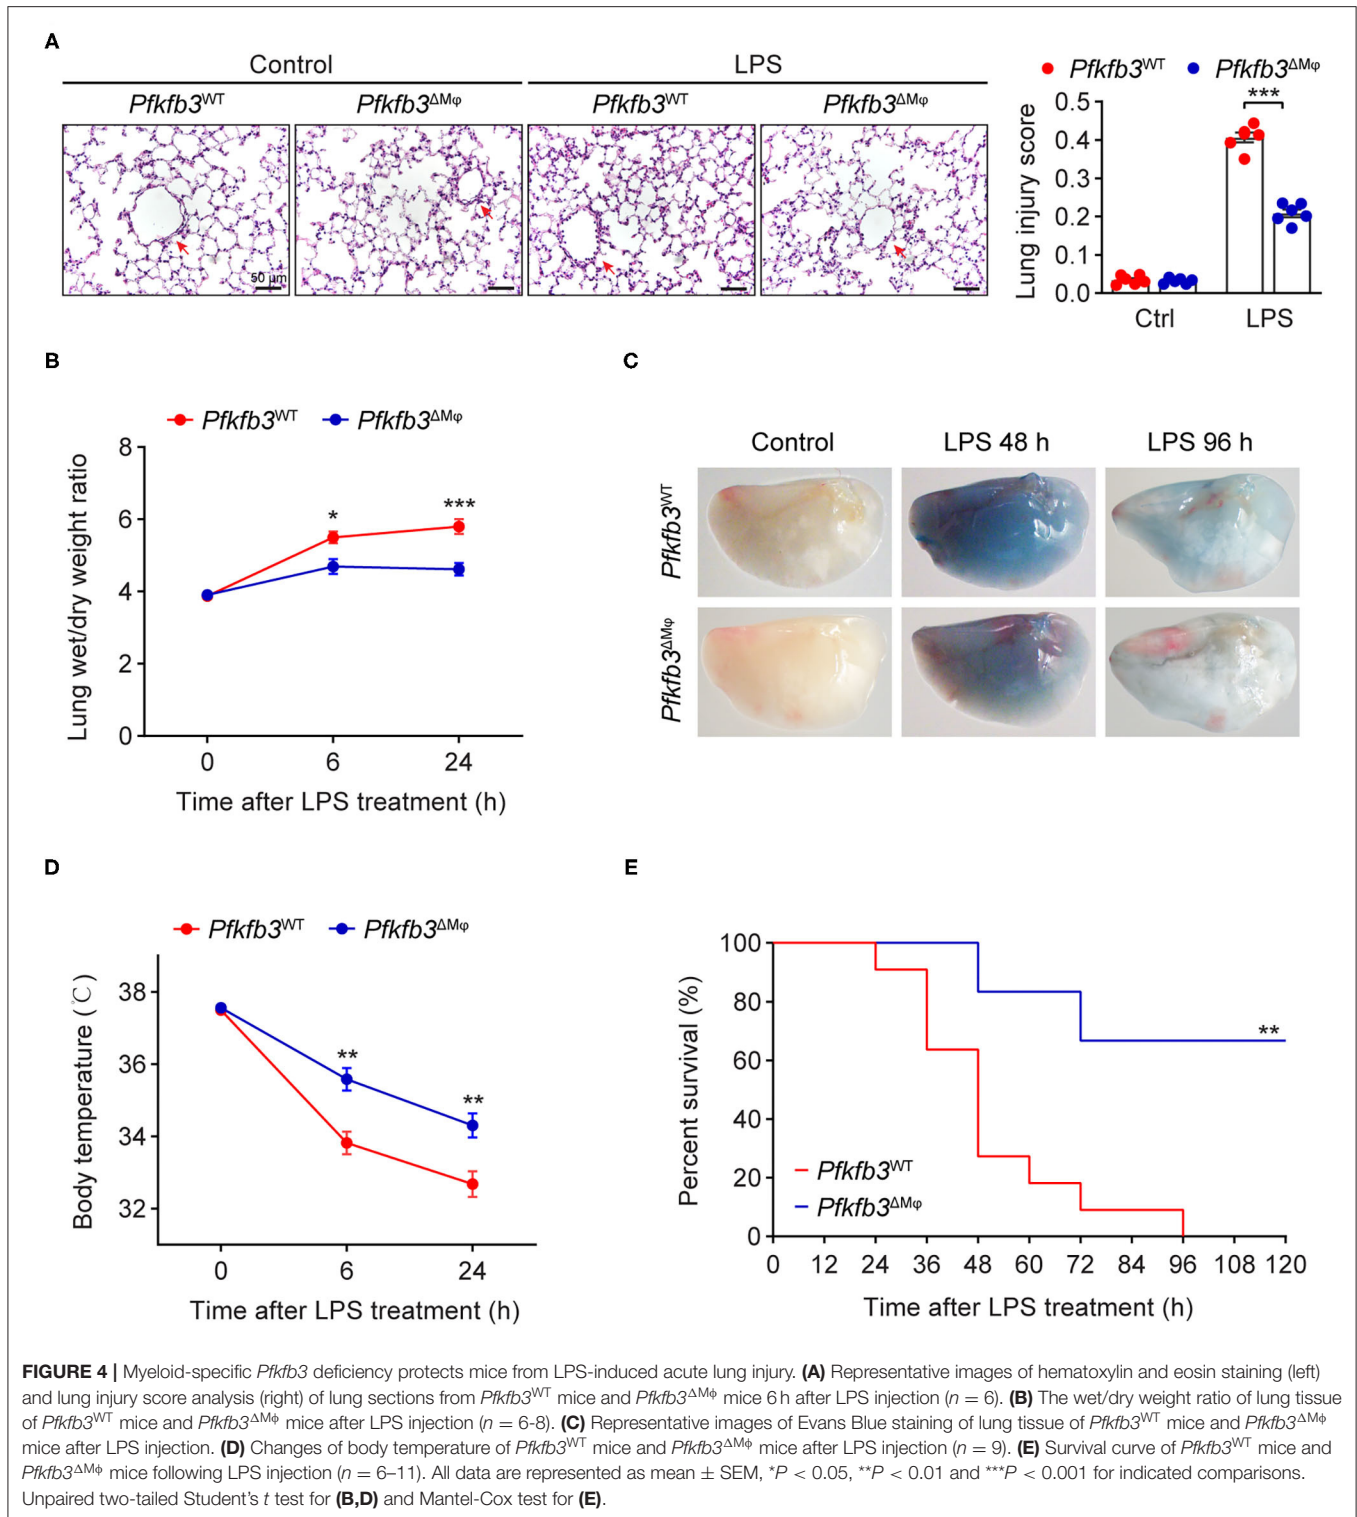 A
Control
LPS
Pfkfb3WT
Pfkfb3ΔMφ
Pfkfb3WT
Pfkfb3ΔMφ
50 μm
Pfkfb3WT
Pfkfb3ΔMφ
***
Lung injury score
0.5
0.4
0.3
0.2
0.1
0.0
Ctrl
LPS
B
Pfkfb3WT
Pfkfb3ΔMφ
Lung wet/dry weight ratio
8
6
4
2
0
*
***
0
6
24
Time after LPS treatment (h)
C
Control
LPS 48 h
LPS 96 h
Pfkfb3WT
Pfkfb3ΔMφ
D
Pfkfb3WT
Pfkfb3ΔMφ
Body temperature (℃)
38
36
34
32
**
**
0
6
24
Time after LPS treatment (h)
E
Percent survival (%)
100
80
60
40
20
0
**
Pfkfb3WT
Pfkfb3ΔMφ
0 12 24 36 48 60 72 84 96 108 120
Time after LPS treatment (h)
FIGURE 4 | Myeloid-specific Pfkfb3 deficiency protects mice from LPS-induced acute lung injury. (A) Representative images of hematoxylin and eosin staining (left)
and lung injury score analysis (right) of lung sections from Pfkfb3WT mice and Pfkfb3ΔMϕ mice 6 h after LPS injection (n = 6). (B) The wet/dry weight ratio of lung tissue
of Pfkfb3WT mice and Pfkfb3ΔMϕ mice after LPS injection (n = 6-8). (C) Representative images of Evans Blue staining of lung tissue of Pfkfb3WT mice and Pfkfb3ΔMϕ
mice after LPS injection. (D) Changes of body temperature of Pfkfb3WT mice and Pfkfb3ΔMϕ mice after LPS injection (n = 9). (E) Survival curve of Pfkfb3WT mice and
Pfkfb3ΔMϕ mice following LPS injection (n = 6–11). All data are represented as mean ± SEM, *P < 0.05, **P < 0.01 and ***P < 0.001 for indicated comparisons.
Unpaired two-tailed Student's t test for (B,D) and Mantel-Cox test for (E).